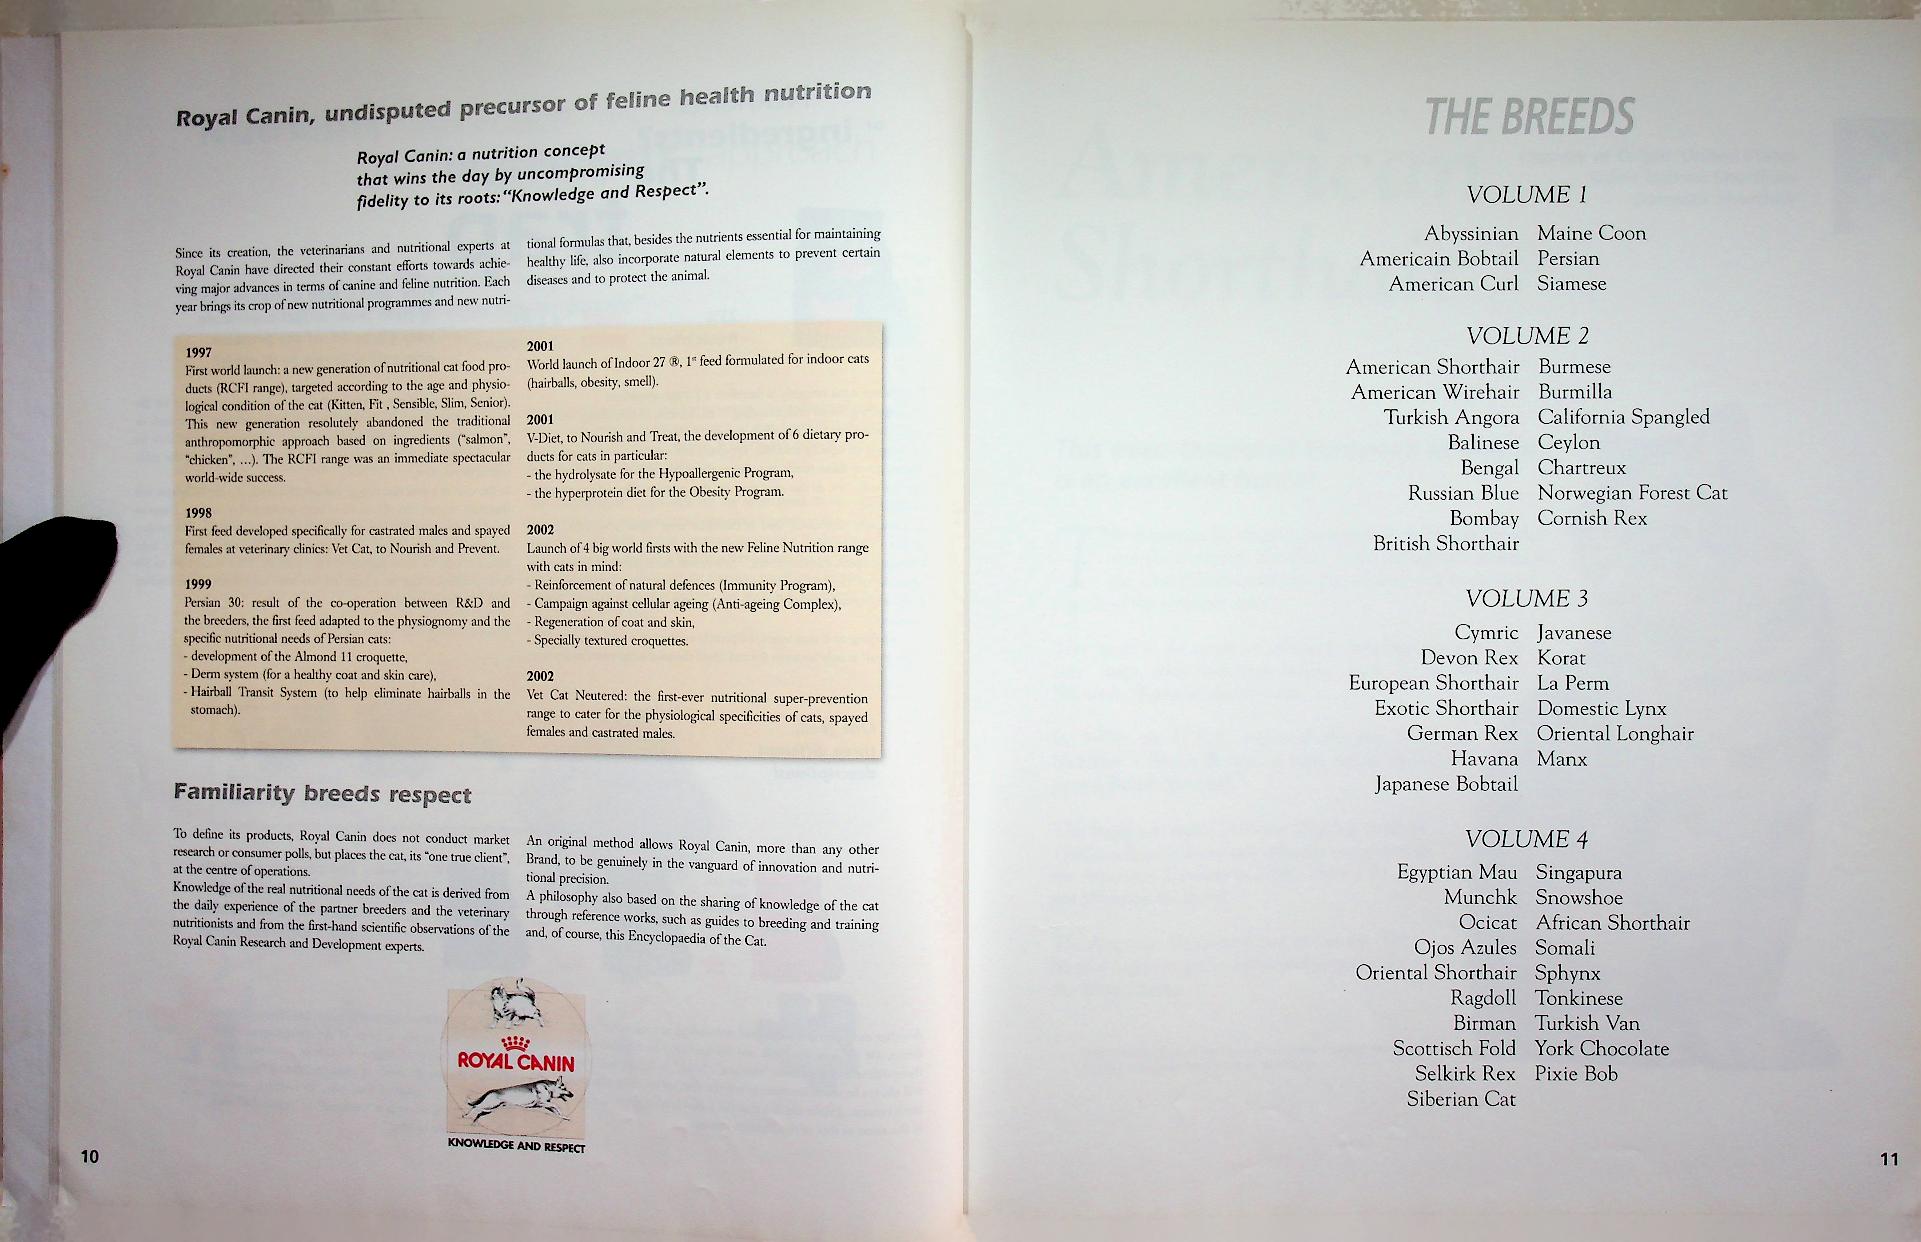 Royal Canin, undisputed precursor of feline health nutrition
Royal Canin: a nutrition concept
that wins the day by uncompromising
fidelity to its roots: “Knowledge and Respect”.
Since its creation, the veterinarians and nutritional experts at
Royal Canin have directed their constant efforts towards achie-
ving major advances in terms of canine and feline nutrition. Each
year brings its crop of new nutritional programmes and new nutri-
tional formulas that, besides the nutrients essential for maintaining
healthy life, also incorporate natural elements to prevent certain
diseases and to protect the animal.
1997
First world launch: a new generation of nutritional cat food pro-
ducts (RCFI range), targeted according to the age and physio-
logical condition of the cat (Kitten, Fit , Sensible, Slim, Senior).
This new generation resolutely abandoned the traditional
anthropomorphic approach based on ingredients (“salmon”,
“chicken”, ...). The RCFI range was an immediate spectacular
world-wide success.
1998
First feed developed specifically for castrated males and spayed
females at veterinary clinics: Vet Cat, to Nourish and Prevent.
1999
Persian 30: result of the co-operation between R&D and
the breeders, the first feed adapted to the physiognomy and the
specific nutritional needs of Persian cats:
- development of the Almond 11 croquette,
- Derm system (for a healthy coat and skin care),
- Hairball Transit System (to help eliminate hairballs in the
stomach).
2001
World launch of Indoor 27 ®, 1st feed formulated for indoor cats
(hairballs, obesity, smell).
2001
V-Diet, to Nourish and Treat, the development of 6 dietary pro-
ducts for cats in particular:
- the hydrolysate for the Hypoallergenic Program,
- the hyperprotein diet for the Obesity Program.
2002
Launch of 4 big world firsts with the new Feline Nutrition range
with cats in mind:
- Reinforcement of natural defences (Immunity Program),
- Campaign against cellular ageing (Anti-ageing Complex),
- Regeneration of coat and skin,
- Specially textured croquettes.
2002
Vet Cat Neutered: the first-ever nutritional super-prevention
range to cater for the physiological specificities of cats, spayed
females and castrated males.
Familiarity breeds respect
To define its products, Royal Canin does not conduct market
research or consumer polls, but places the cat, its “one true client”,
at the centre of operations.
Knowledge of the real nutritional needs of the cat is derived from
the daily experience of the partner breeders and the veterinary
nutritionists and from the first-hand scientific observations of the
Royal Canin Research and Development experts.
An original method allows Royal Canin, more than any other
Brand, to be genuinely in the vanguard of innovation and nutri-
tional precision.
A philosophy also based on the sharing of knowledge of the cat
through reference works, such as guides to breeding and training
and, of course, this Encyclopaedia of the Cat.
ROYAL CANIN
KNOWLEDGE AND RESPECT
10
THE BREEDS
VOLUME 1
Abyssinian Maine Coon
Americain Bobtail Persian
American Curl Siamese
VOLUME 2
American Shorthair Burmese
American Wirehair Burmilla
Turkish Angora California Spangled
Balinese Ceylon
Bengal Chartreux
Russian Blue Norwegian Forest Cat
Bombay Cornish Rex
British Shorthair
VOLUME 3
Cymric Javanese
Devon Rex Korat
European Shorthair La Perm
Exotic Shorthair Domestic Lynx
German Rex Oriental Longhair
Havana Manx
Japanese Bobtail
VOLUME 4
Egyptian Mau Singapura
Munchk Snowshoe
Ocicat African Shorthair
Ojos Azules Somali
Oriental Shorthair Sphynx
Ragdoll Tonkinese
Birman Turkish Van
Scottisch Fold York Chocolate
Selkirk Rex Pixie Bob
Siberian Cat
11